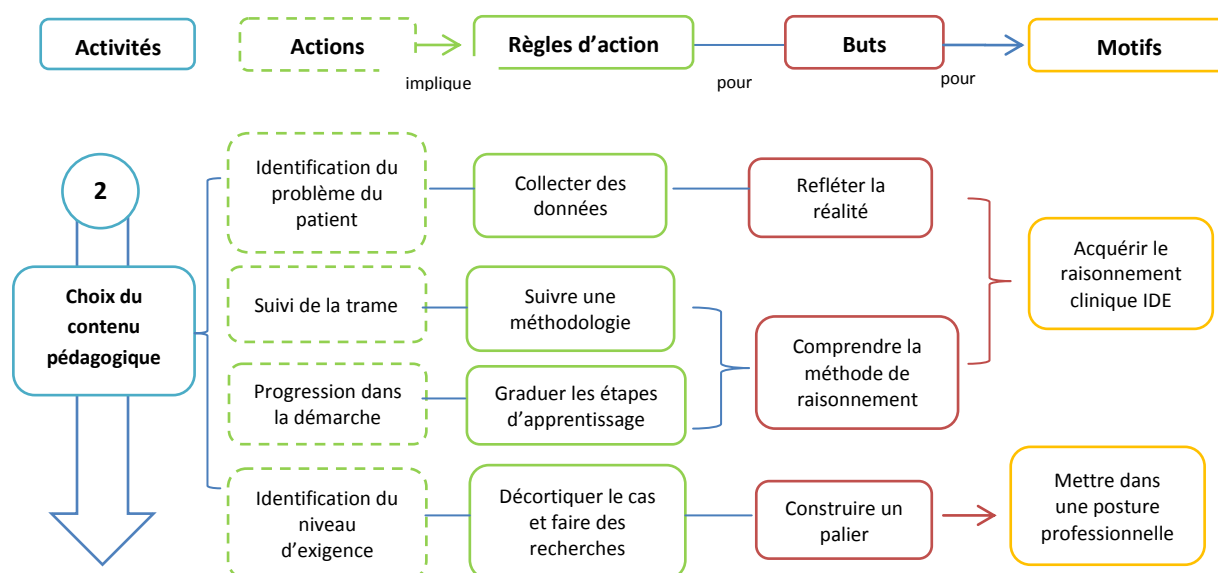 Activités
Actions
implique
Règles d’action
pour
Buts
pour
Motifs
2
Choix du
contenu
pédagogique
Identification du
problème du
patient
Collecter des
données
Refléter la
réalité
Acquérir le
raisonnement
clinique IDE
Suivi de la trame
Suivre une
méthodologie
Comprendre la
méthode de
raisonnement
Progression dans
la démarche
Graduer les étapes
d’apprentissage
Identification du
niveau
d’exigence
Décortiquer le cas
et faire des
recherches
Construire un
palier
Mettre dans
une posture
professionnelle